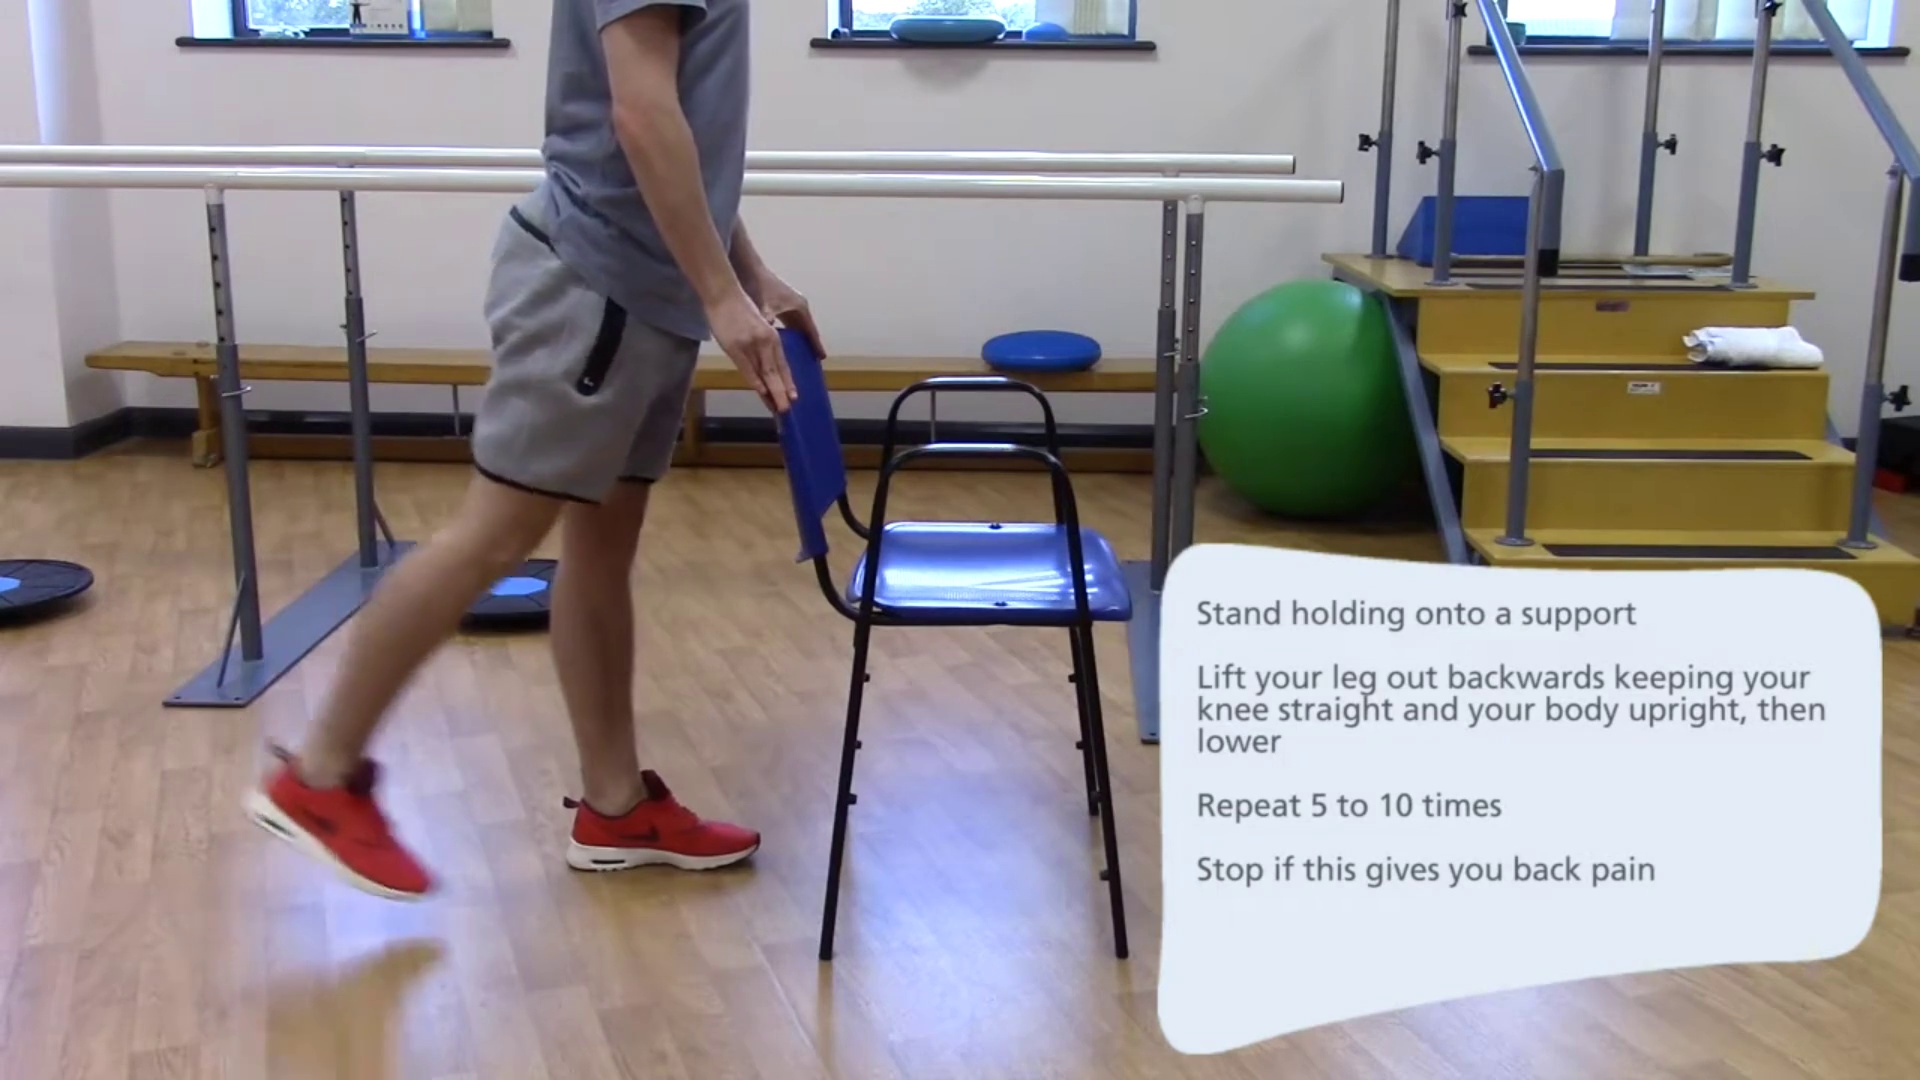 Stand holding onto a support
Lift your leg out backwards keeping your
knee straight and your body upright, then
lower
Repeat 5 to 10 times
Stop if this gives you back pain